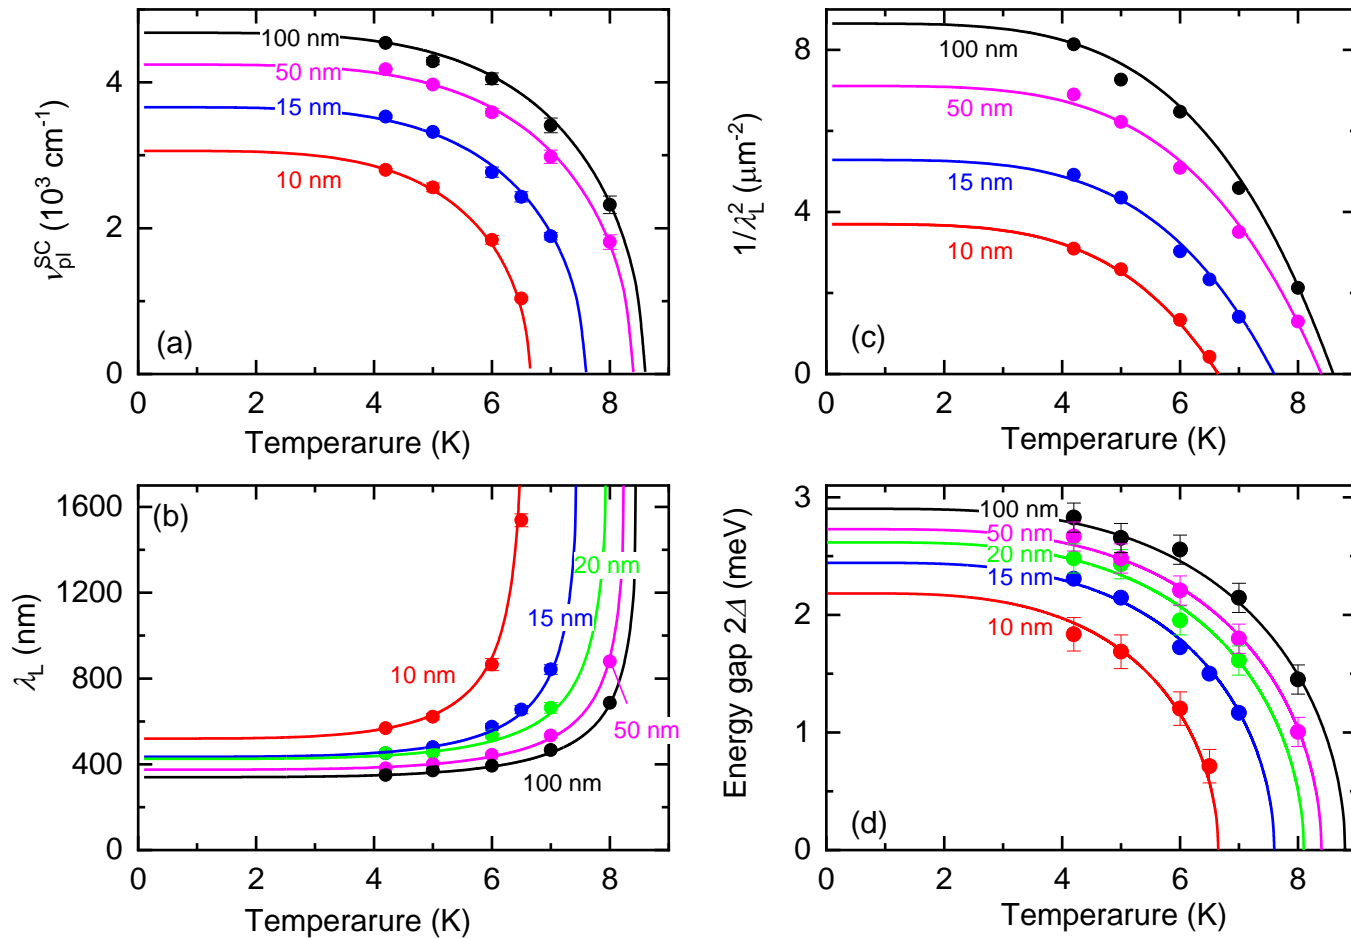 100 nm
50 nm
15 nm
10 nm
ν_pl^SC (10³ cm⁻¹)
4
2
0
(a)
0 2 4 6 8
Temperarure (K)
100 nm
50 nm
15 nm
10 nm
1/λ_L² (μm⁻²)
8
4
0
(c)
0 2 4 6 8
Temperarure (K)
(b)
20 nm
15 nm
10 nm
50 nm
100 nm
λ_L (nm)
1600
1200
800
400
0
0 2 4 6 8
Temperarure (K)
100 nm
50 nm
20 nm
15 nm
10 nm
Energy gap 2Δ (meV)
3
2
1
0
(d)
0 2 4 6 8
Temperarure (K)